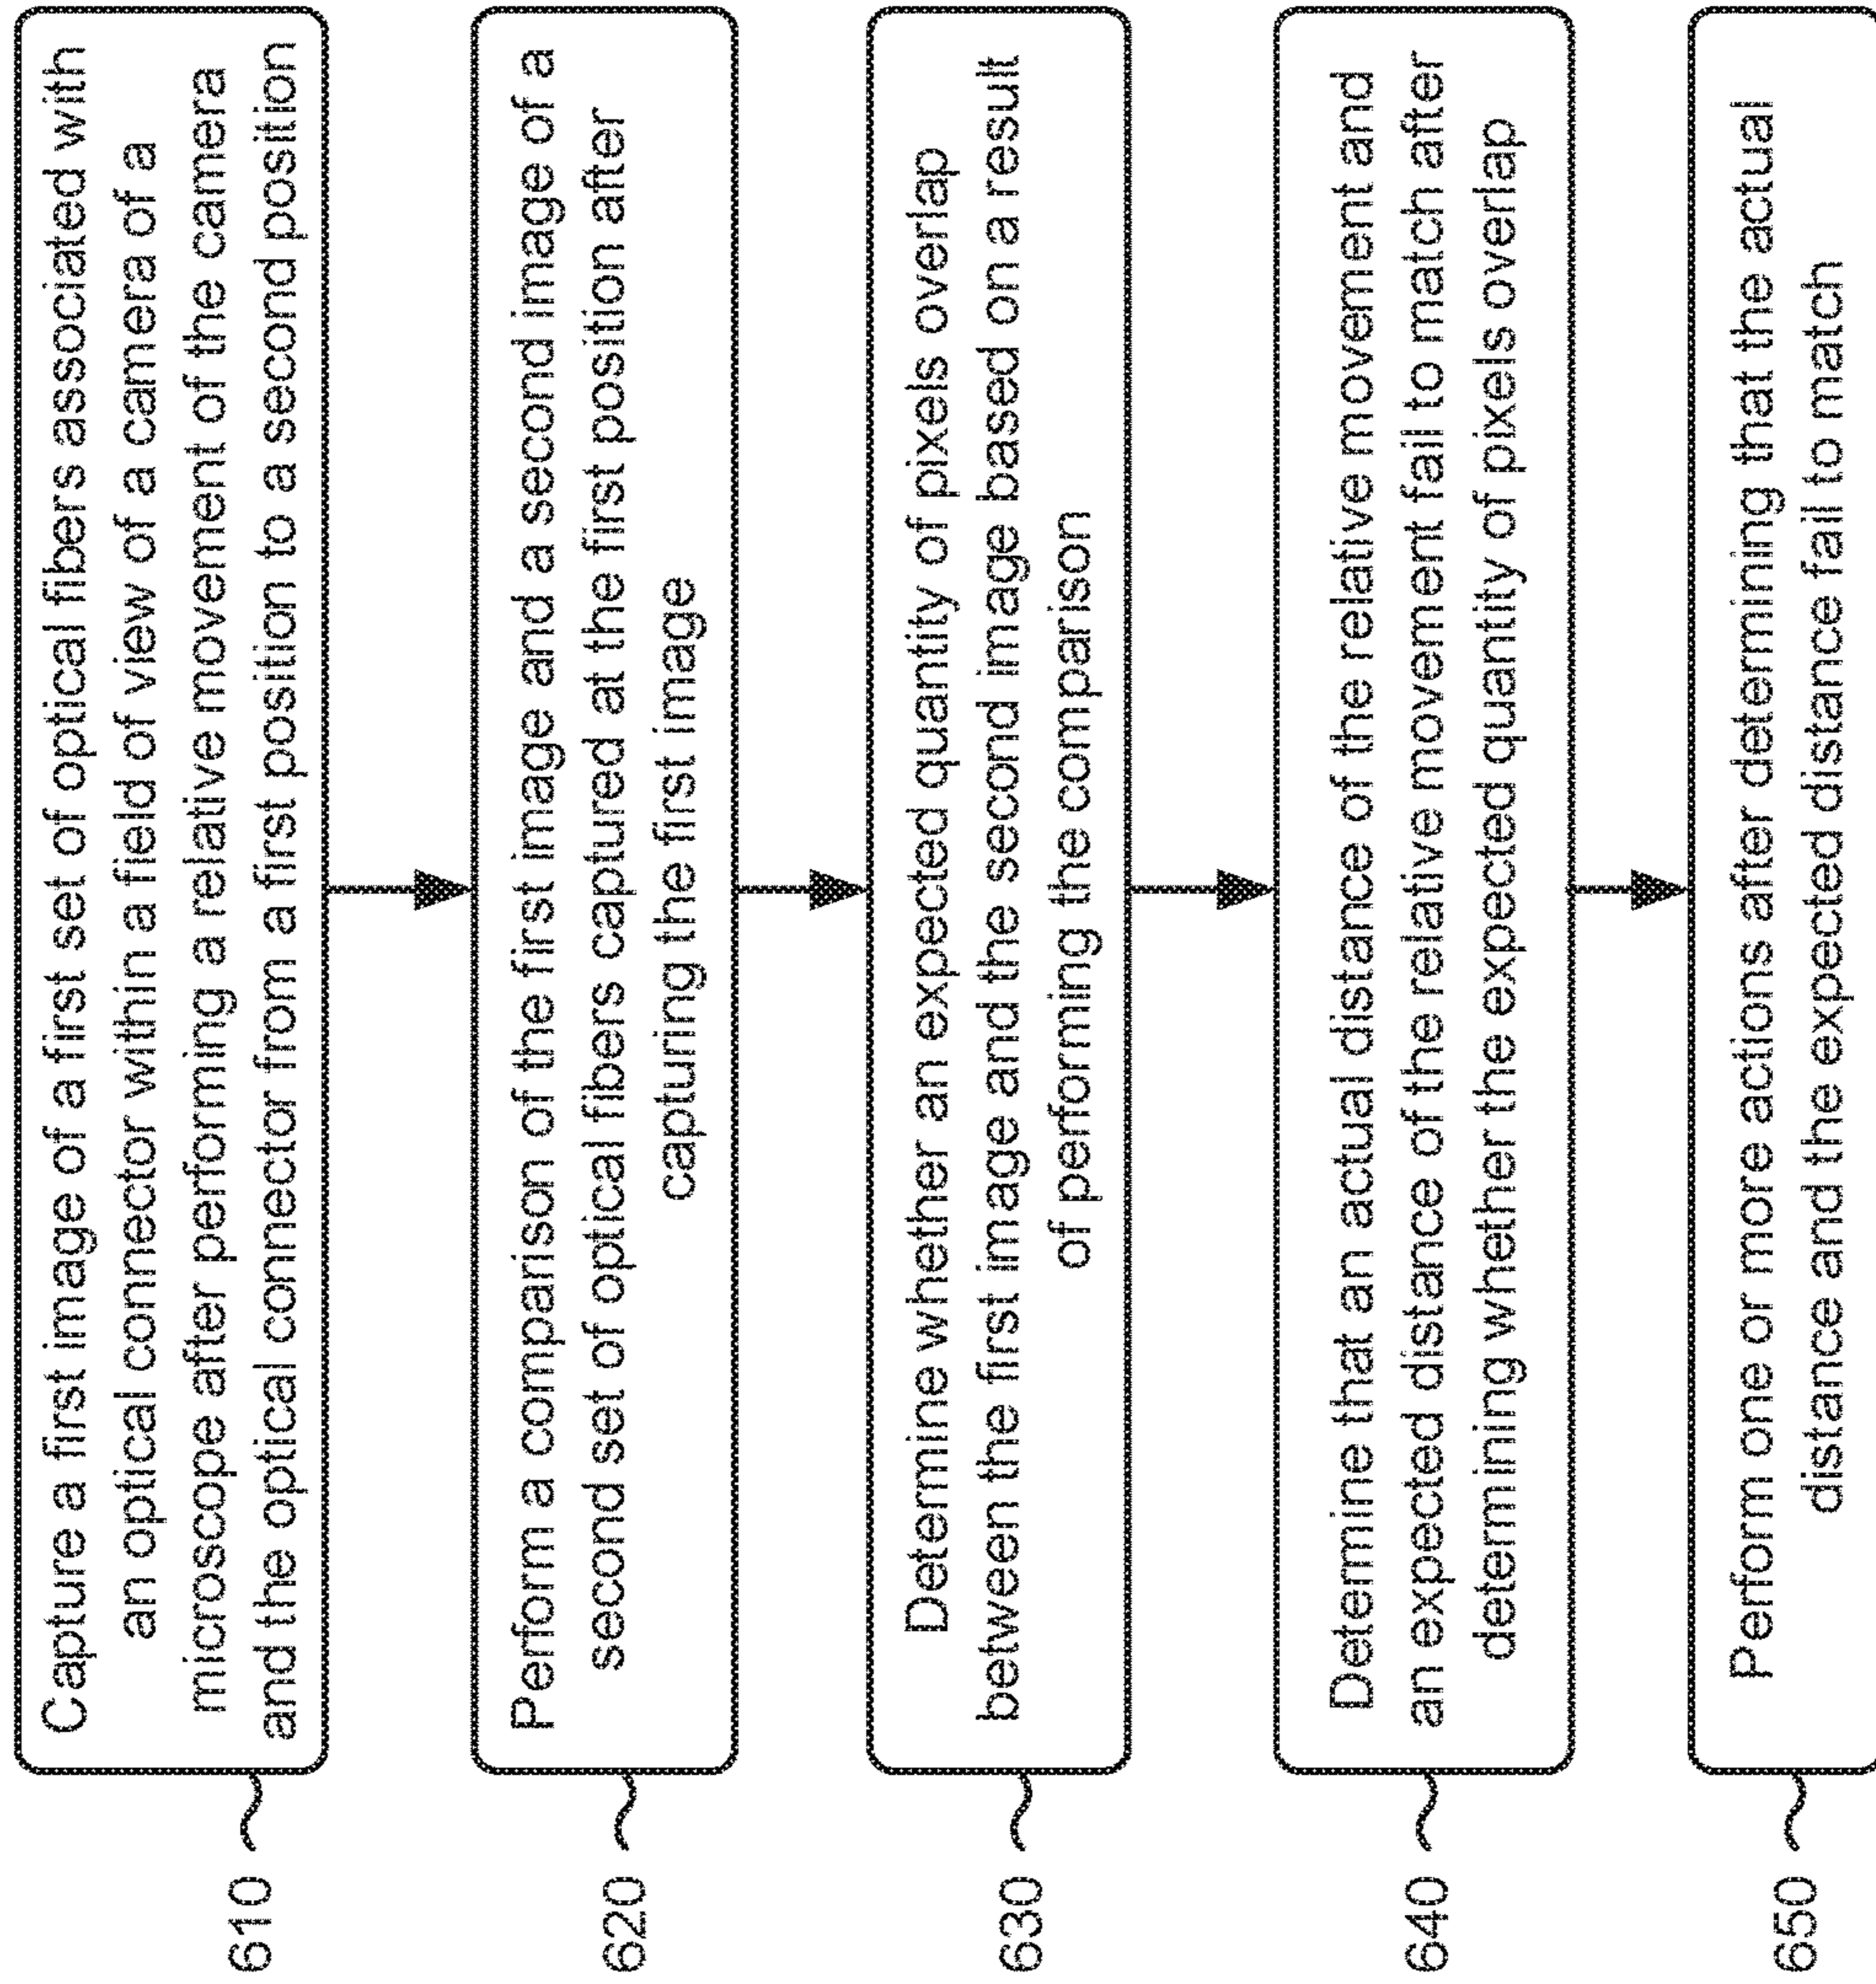 610
Capture a first image of a first set of optical fibers associated with
an optical connector within a field of view of a camera of a
microscope after performing a relative movement of the camera
and the optical connector from a first position to a second position
620
Perform a comparison of the first image and a second image of a
second set of optical fibers captured at the first position after
capturing the first image
630
Determine whether an expected quantity of pixels overlap
between the first image and the second image based on a result
of performing the comparison
640
Determine that an actual distance of the relative movement and
an expected distance of the relative movement fail to match after
determining whether the expected quantity of pixels overlap
650
Perform one or more actions after determining that the actual
distance and the expected distance fail to match